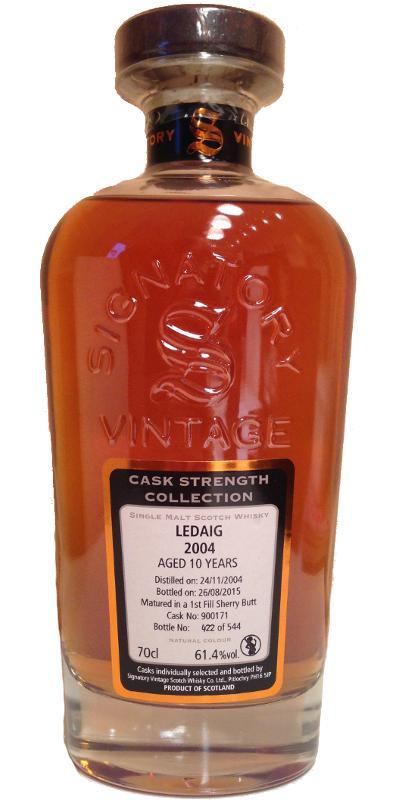 TORY S VIN
SIGNATORY
S
VINTAGE
CASK STRENGTH
COLLECTION
SINGLE MALT SCOTCH WHISKY
LEDAIG
2004
AGED 10 YEARS
Distilled on: 24/11/2004
Bottled on: 26/08/2015
Matured in a 1st Fill Sherry Butt
Cask No: 900171
Bottle No: 422 of 544
NATURAL COLOUR
70cl 61.4%vol.
Casks individually selected and bottled by
Signatory Vintage Scotch Whisky Co. Ltd., Pitlochry PH16 5JP
PRODUCT OF SCOTLAND